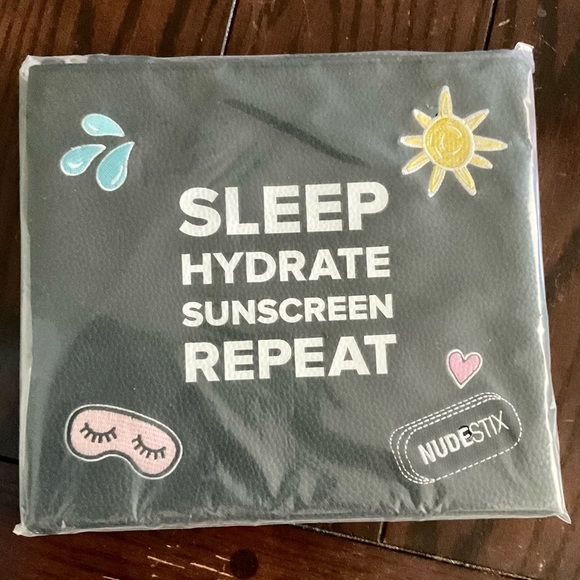 SLEEP
HYDRATE
SUNSCREEN
REPEAT
NUDESTIX